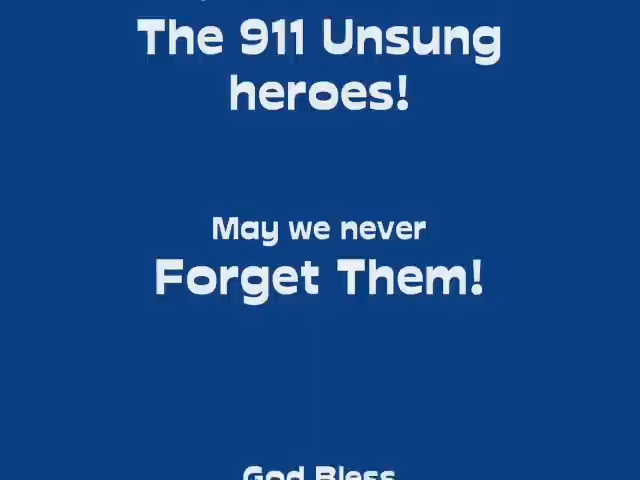 The 911 Unsung
heroes!
May we never
Forget Them!
God Bless